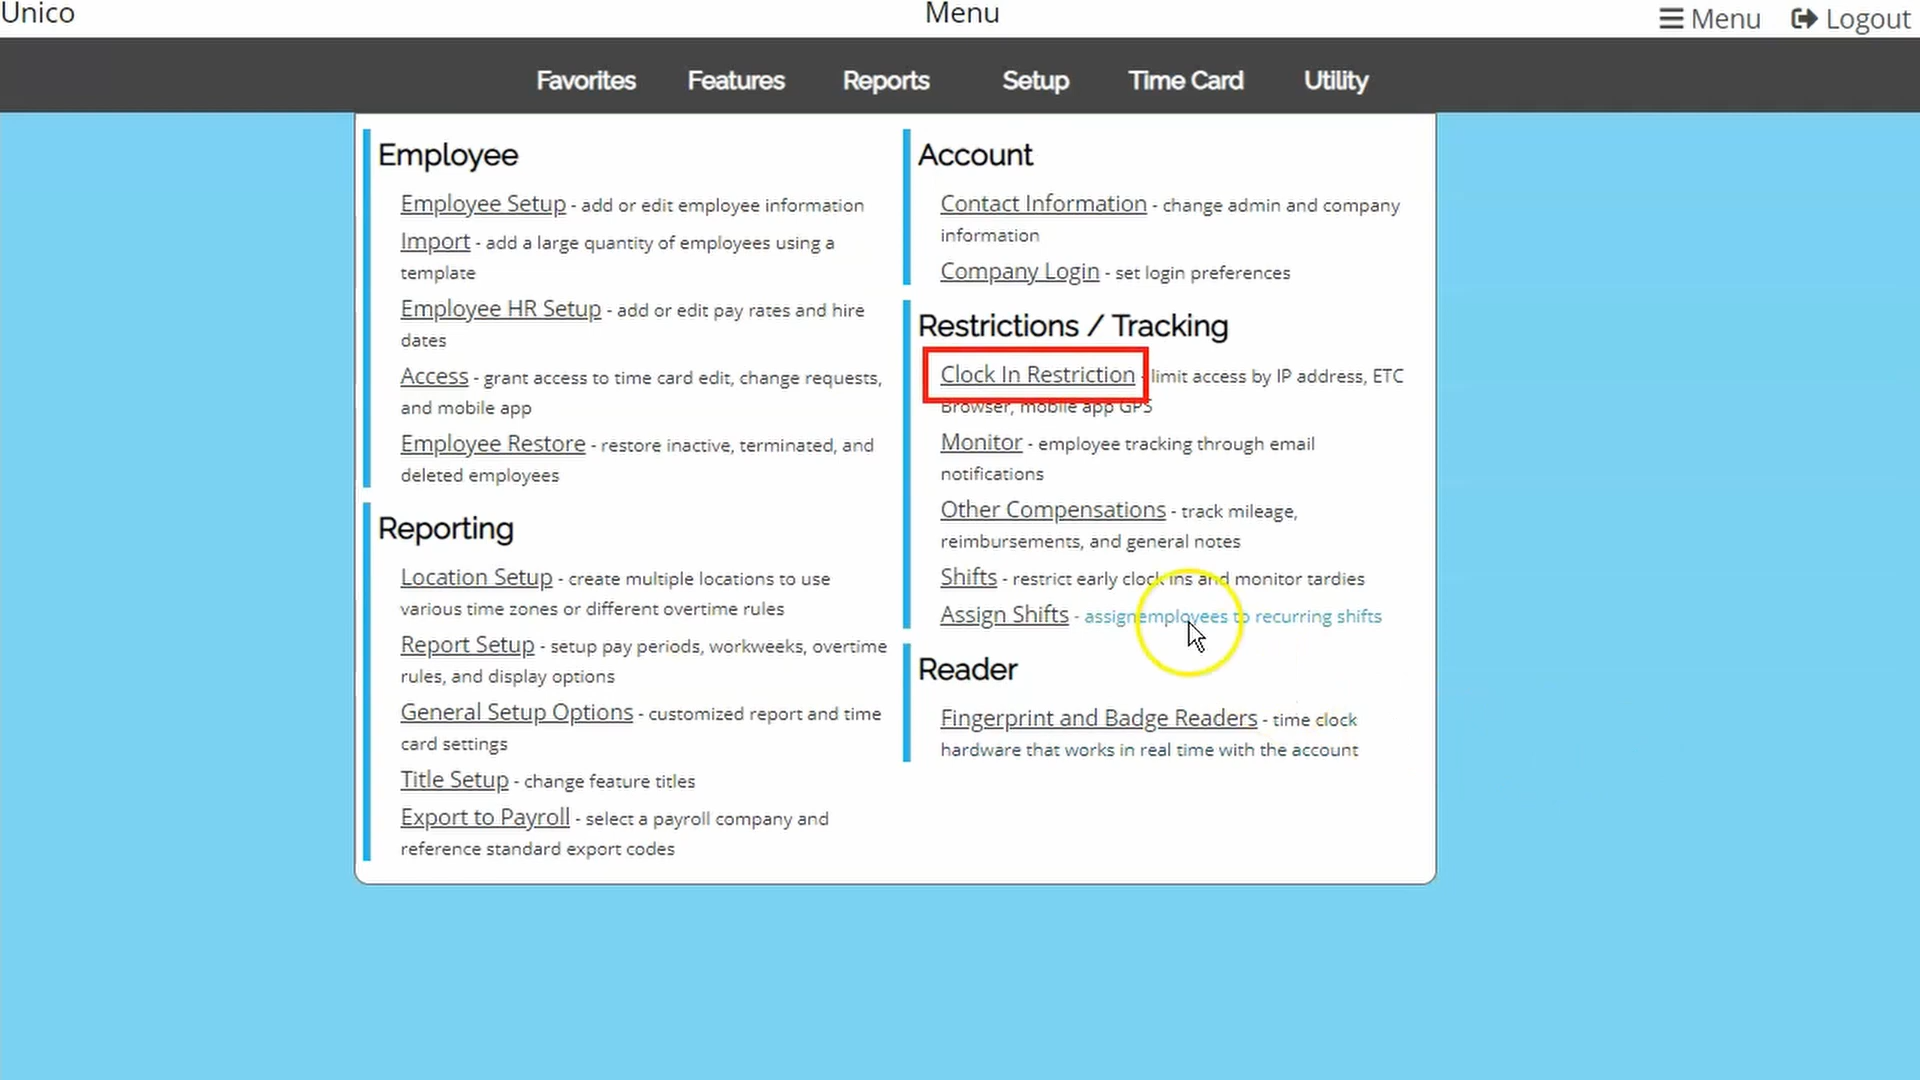 Unico
Menu
Menu
Logout
Favorites
Features
Reports
Setup
Time Card
Utility
Employee
Employee Setup - add or edit employee information
Import - add a large quantity of employees using a
template
Employee HR Setup - add or edit pay rates and hire
dates
Access - grant access to time card edit, change requests,
and mobile app
Employee Restore - restore inactive, terminated, and
deleted employees
Reporting
Location Setup - create multiple locations to use
various time zones or different overtime rules
Report Setup - setup pay periods, workweeks, overtime
rules, and display options
General Setup Options - customized report and time
card settings
Title Setup - change feature titles
Export to Payroll - select a payroll company and
reference standard export codes
Account
Contact Information - change admin and company
information
Company Login - set login preferences
Restrictions / Tracking
Clock In Restriction - limit access by IP address, ETC
Browser, mobile app GPS
Monitor - employee tracking through email
notifications
Other Compensations - track mileage,
reimbursements, and general notes
Shifts - restrict early clock ins and monitor tardies
Assign Shifts - assignemployees to recurring shifts
Reader
Fingerprint and Badge Readers - time clock
hardware that works in real time with the account